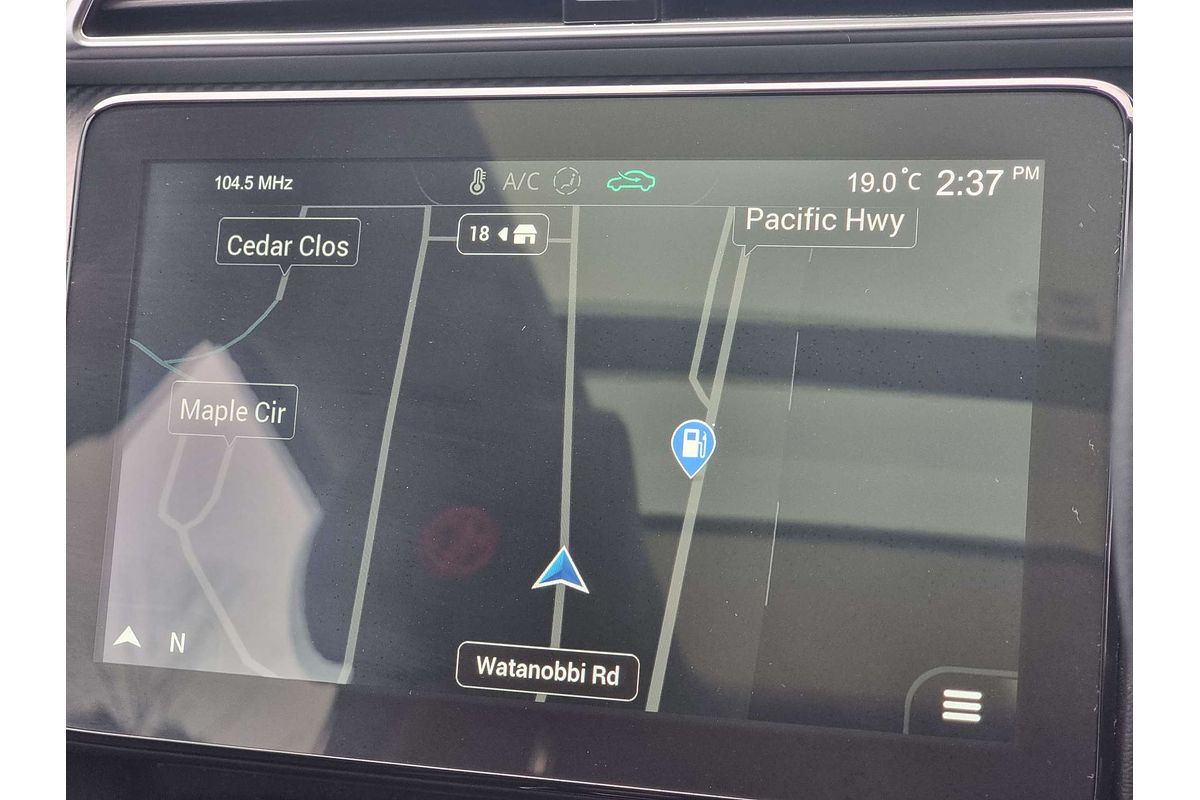 104.5 MHz
A/C
19.0°C 2:37 PM
Cedar Clos
18
Pacific Hwy
Maple Cir
N
Watanobbi Rd